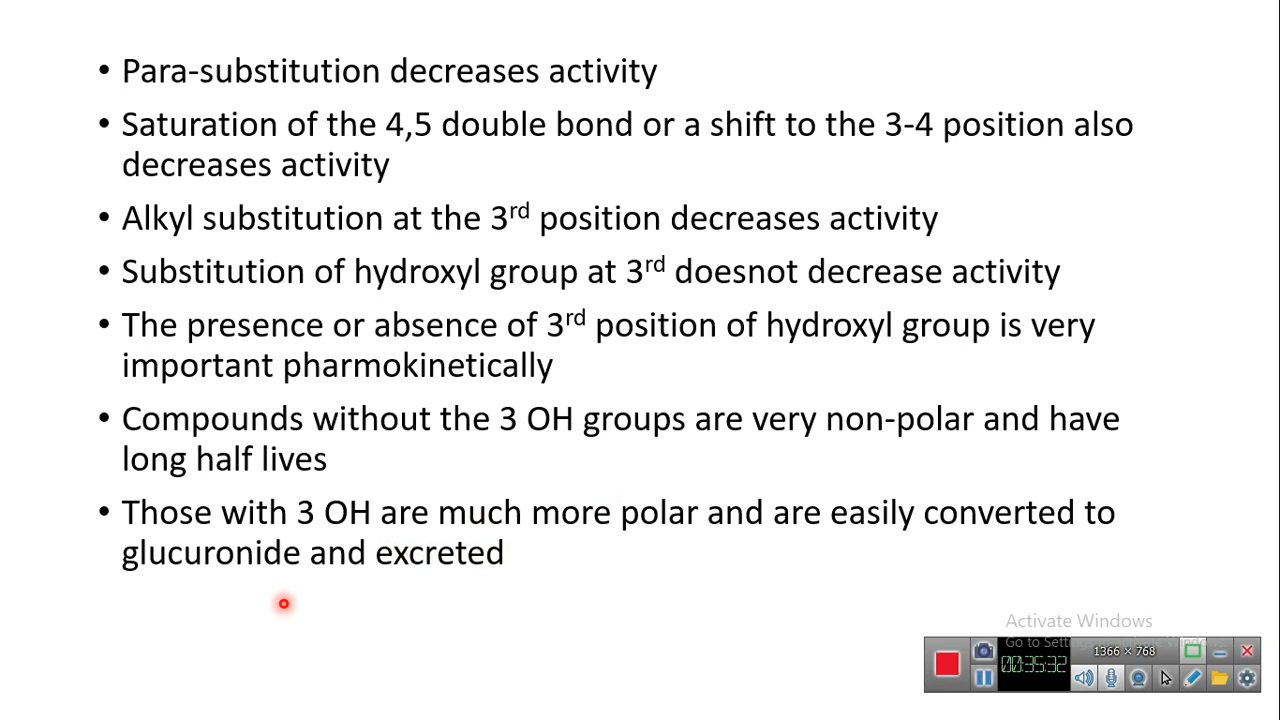 • Para-substitution decreases activity
• Saturation of the 4,5 double bond or a shift to the 3-4 position also
decreases activity
• Alkyl substitution at the 3rd position decreases activity
• Substitution of hydroxyl group at 3rd doesnot decrease activity
• The presence or absence of 3rd position of hydroxyl group is very
important pharmokinetically
• Compounds without the 3 OH groups are very non-polar and have
long half lives
• Those with 3 OH are much more polar and are easily converted to
glucuronide and excreted
Activate Windows
Go to
1366 × 768
00:35:32